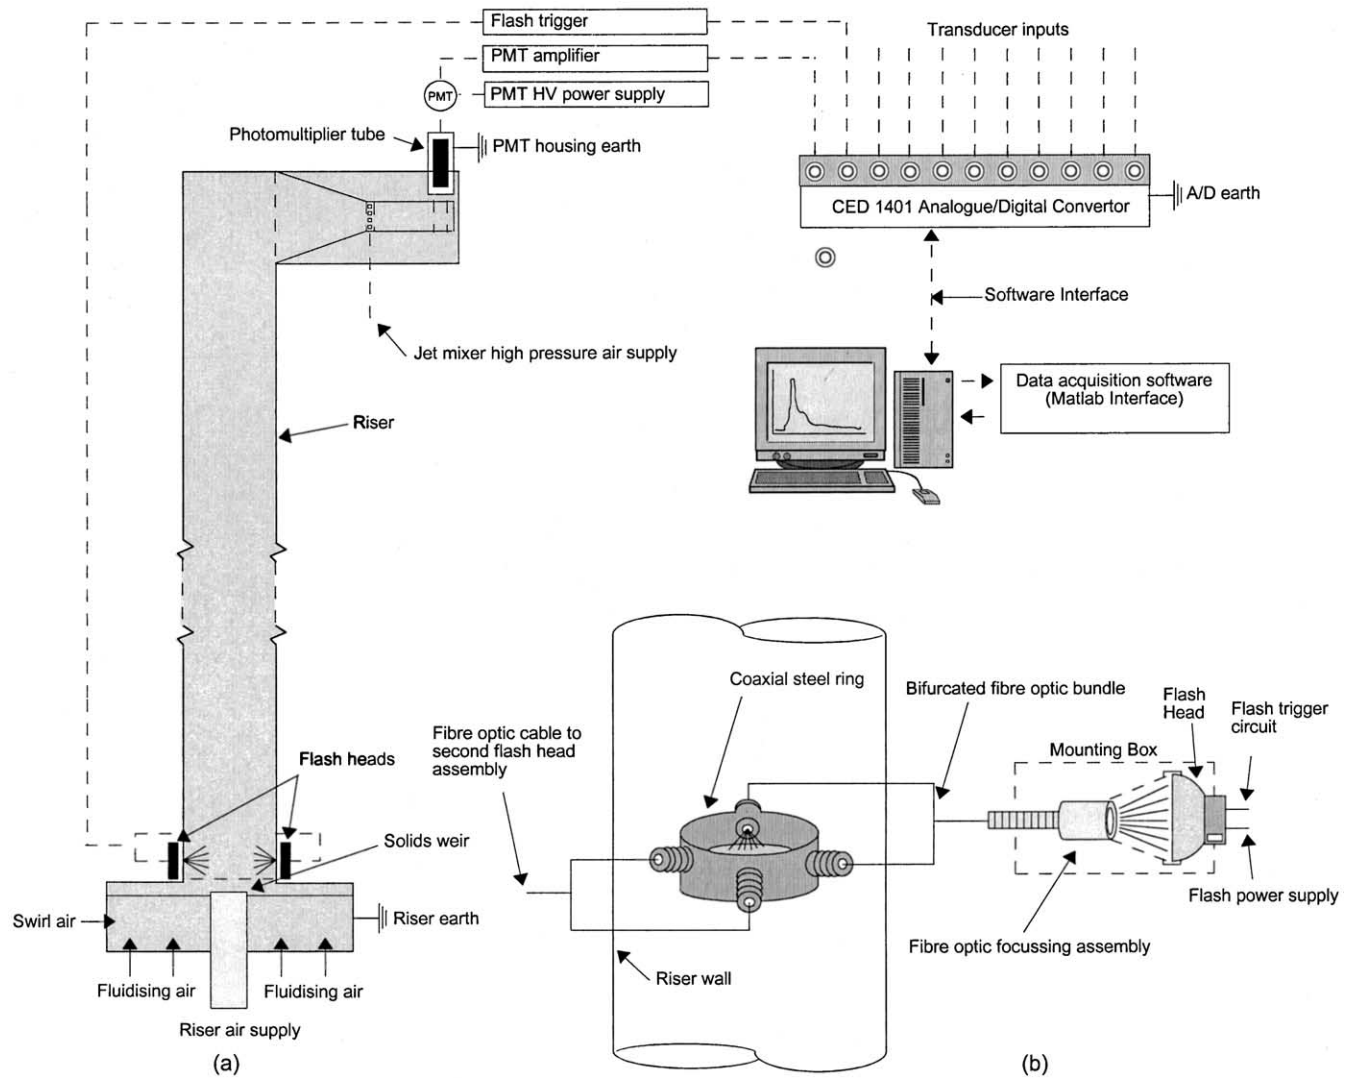 Flash trigger
PMT amplifier
PMT
PMT HV power supply
Transducer inputs
Photomultiplier tube
PMT housing earth
CED 1401 Analogue/Digital Convertor
A/D earth
Software Interface
Jet mixer high pressure air supply
Data acquisition software
(Matlab Interface)
Riser
Coaxial steel ring
Bifurcated fibre optic bundle
Flash
Head
Flash trigger
circuit
Fibre optic cable to
second flash head
assembly
Mounting Box
Flash heads
Solids weir
Swirl air
Riser earth
Flash power supply
Fibre optic focussing assembly
Riser wall
Fluidising air
Fluidising air
Riser air supply
(a)
(b)